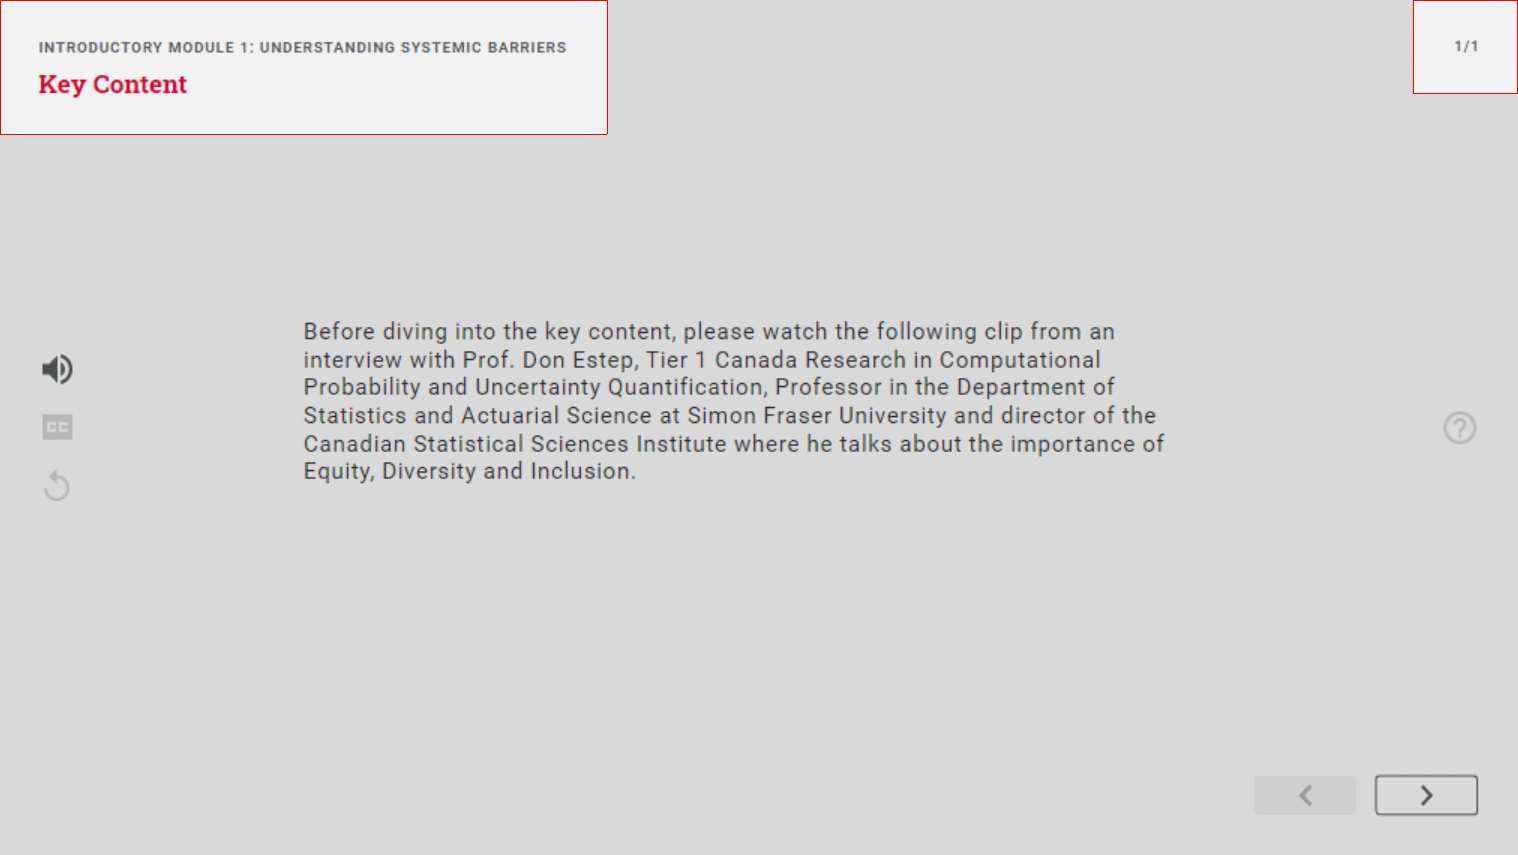 INTRODUCTORY MODULE 1: UNDERSTANDING SYSTEMIC BARRIERS
Key Content
1/1
Before diving into the key content, please watch the following clip from an
interview with Prof. Don Estep, Tier 1 Canada Research in Computational
Probability and Uncertainty Quantification, Professor in the Department of
Statistics and Actuarial Science at Simon Fraser University and director of the
Canadian Statistical Sciences Institute where he talks about the importance of
Equity, Diversity and Inclusion.
CC
?